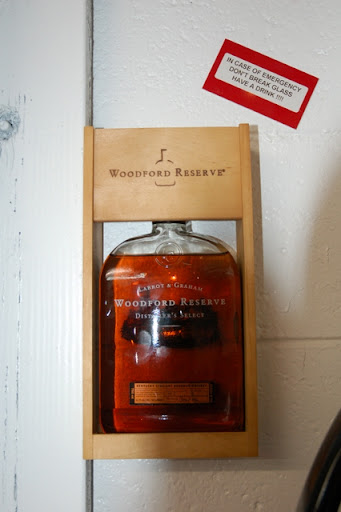 IN CASE OF EMERGENCY
DON'T BREAK GLASS
HAVE A DRINK !!!!
WOODFORD RESERVE
LABROT & GRAHAM
WOODFORD RESERVE
DISTILLER'S SELECT